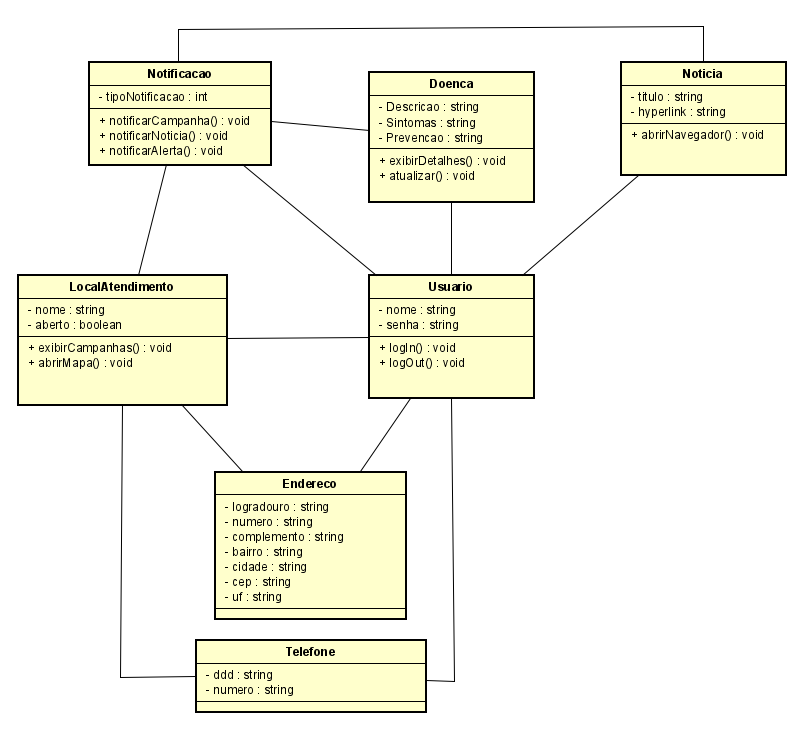 Notificacao
- tipoNotificacao : int
+ notificarCampanha() : void
+ notificarNoticia() : void
+ notificarAlerta() : void
Doenca
- Descricao : string
- Sintomas : string
- Prevencao : string
+ exibirDetalhes() : void
+ atualizar() : void
Noticia
- titulo : string
- hyperlink : string
+ abrirNavegador() : void
LocalAtendimento
- nome : string
- aberto : boolean
+ exibirCampanhas() : void
+ abrirMapa() : void
Usuario
- nome : string
- senha : string
+ logIn() : void
+ logOut() : void
Endereco
- logradouro : string
- numero : string
- complemento : string
- bairro : string
- cidade : string
- cep : string
- uf : string
Telefone
- ddd : string
- numero : string